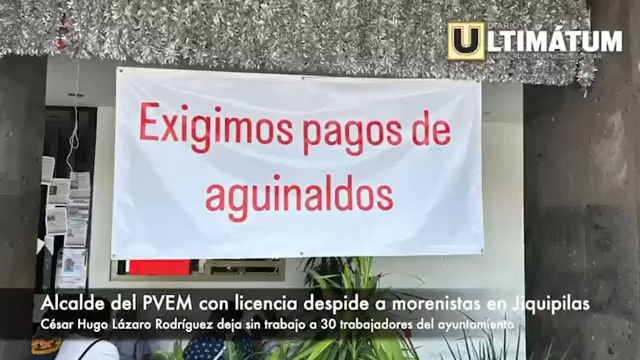 DIARIO
ULTIMÁTUM
Exigimos pagos de
aguinaldos
Alcalde del PVEM con licencia despide a morenistas en Jiquipilas
César Hugo Lázaro Rodríguez deja sin trabajo a 30 trabajadores del ayuntamiento